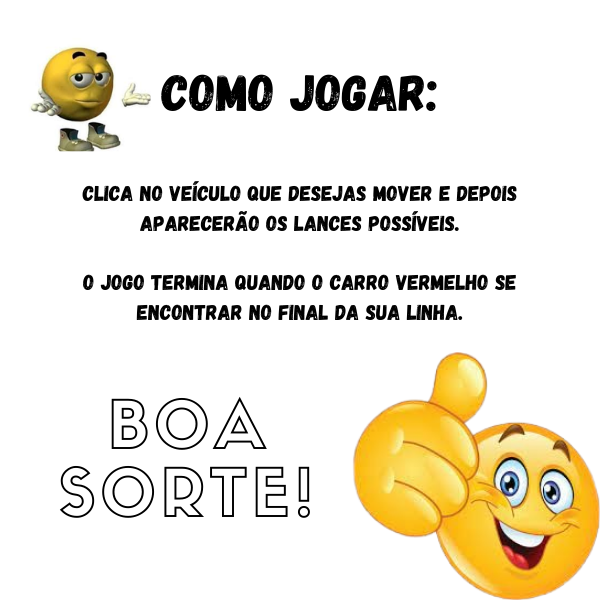 COMO JOGAR:
CLICA NO VEÍCULO QUE DESEJAS MOVER E DEPOIS
APARECERÃO OS LANCES POSSÍVEIS.
O JOGO TERMINA QUANDO O CARRO VERMELHO SE
ENCONTRAR NO FINAL DA SUA LINHA.
BOA
SORTE!